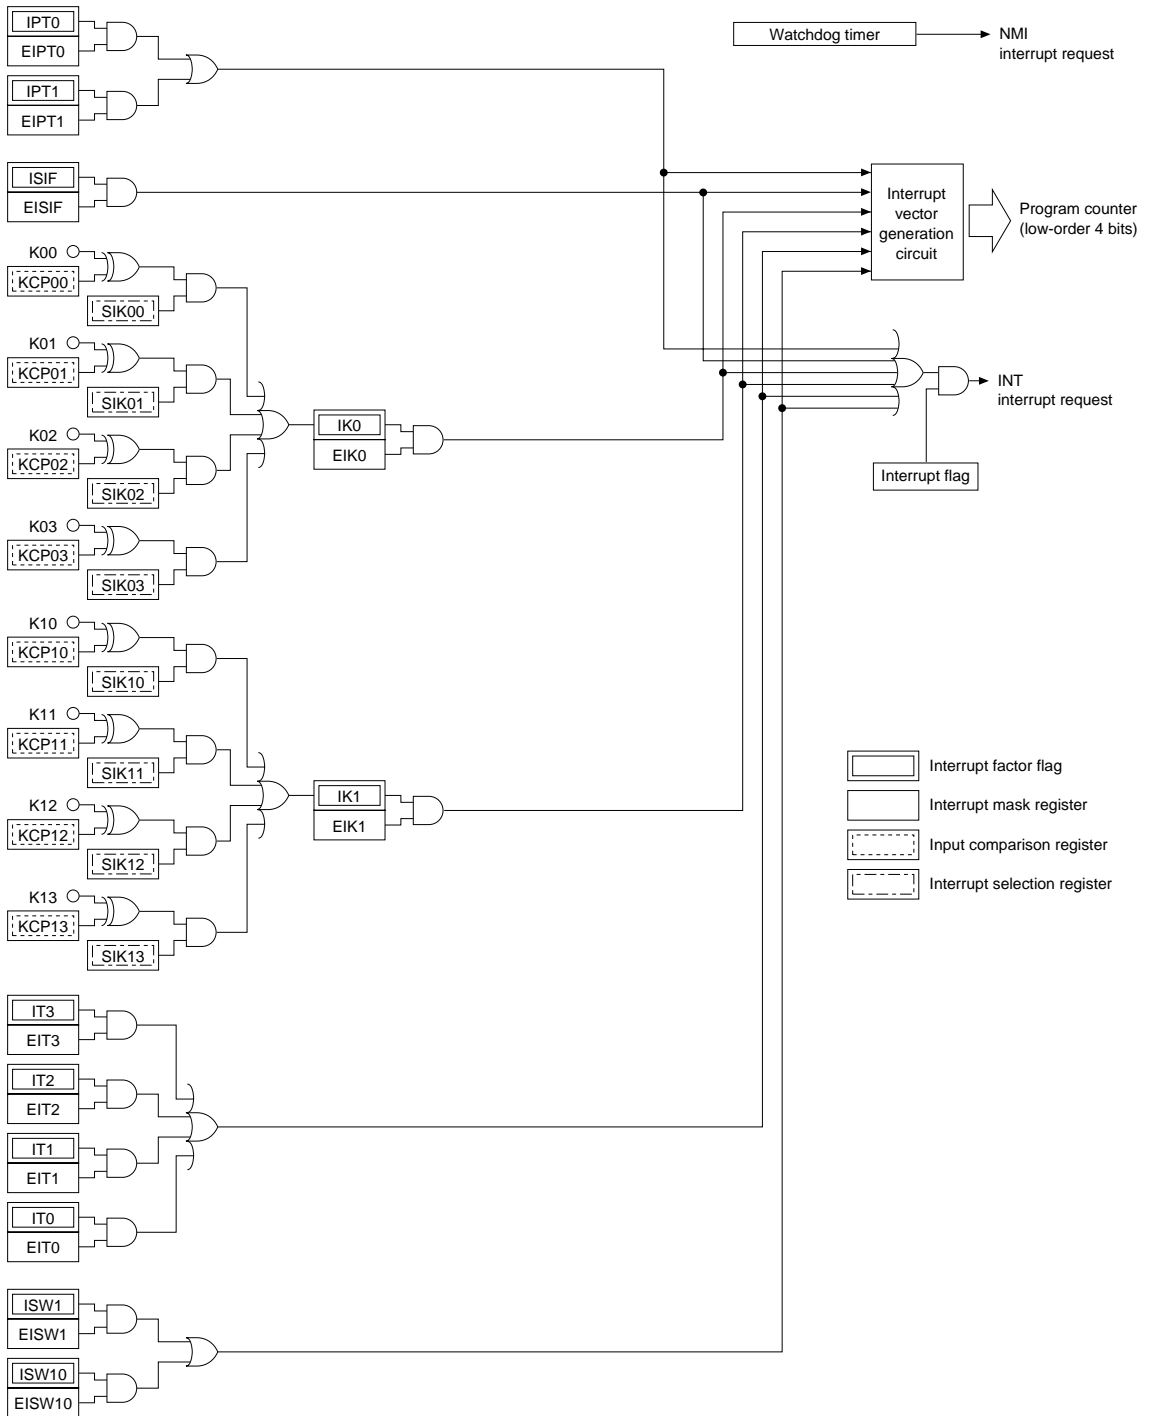 IPT0
EIPT0
IPT1
EIPT1
Watchdog timer
NMI
interrupt request
ISIF
EISIF
Interrupt
vector
generation
circuit
Program counter
(low-order 4 bits)
K00
KCP00
SIK00
K01
KCP01
SIK01
K02
KCP02
SIK02
K03
KCP03
SIK03
IK0
EIK0
INT
interrupt request
Interrupt flag
K10
KCP10
SIK10
K11
KCP11
SIK11
K12
KCP12
SIK12
K13
KCP13
SIK13
IK1
EIK1
Interrupt factor flag
Interrupt mask register
Input comparison register
Interrupt selection register
IT3
EIT3
IT2
EIT2
IT1
EIT1
IT0
EIT0
ISW1
EISW1
ISW10
EISW10